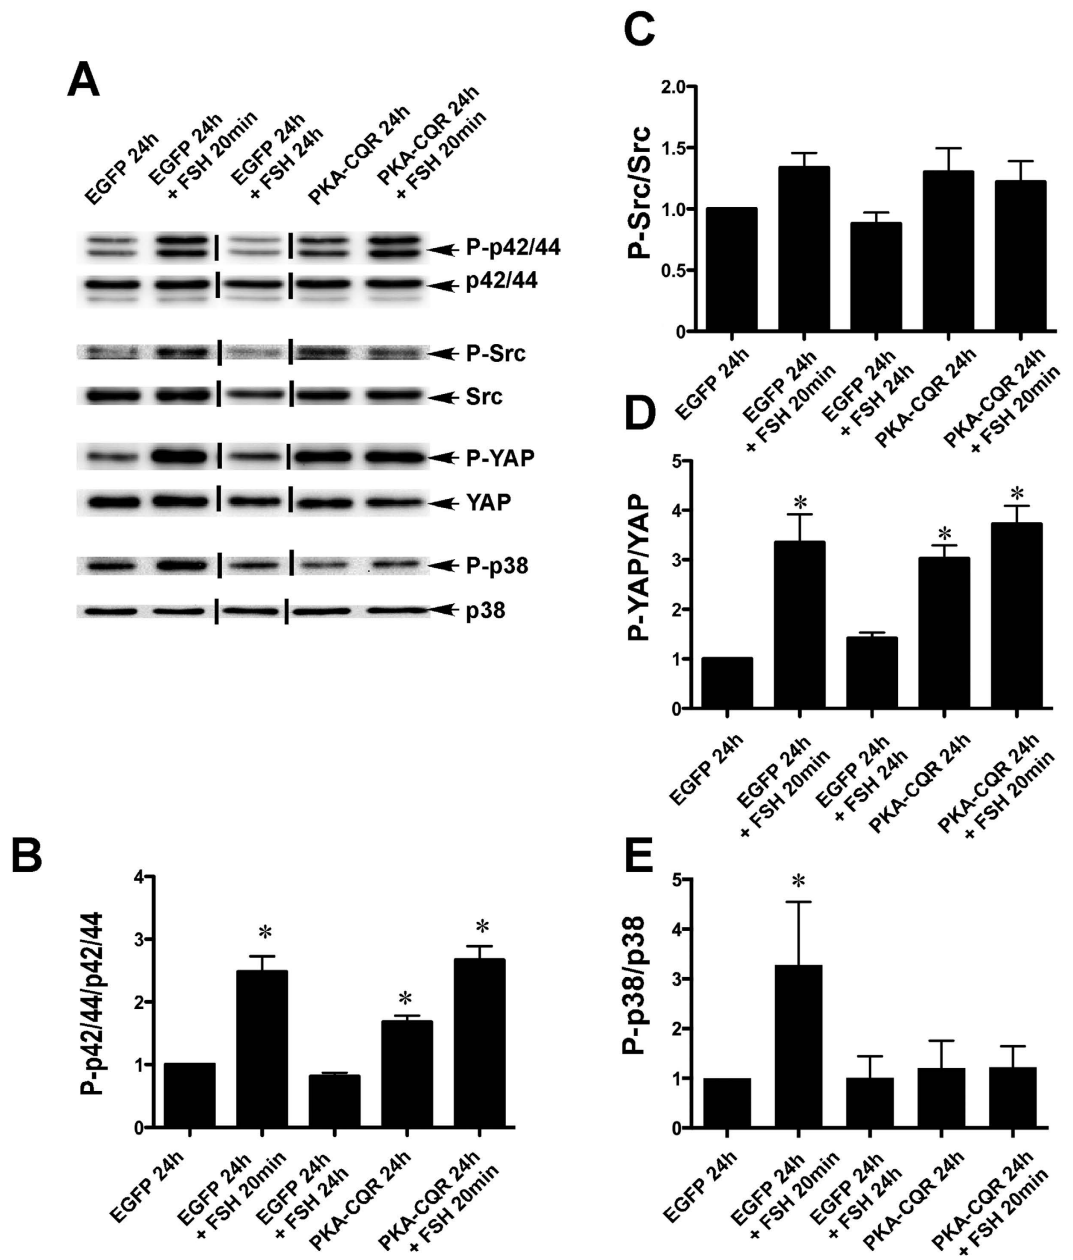 A
EGFP 24h
EGFP 24h
+ FSH 20min
EGFP 24h
+ FSH 24h
PKA-CQR 24h
PKA-CQR 24h
+ FSH 20min
P-p42/44
p42/44
P-Src
Src
P-YAP
YAP
P-p38
p38
B
P-p42/44/p42/44
4
3
2
1
0
*
*
*
EGFP 24h
EGFP 24h
+ FSH 20min
EGFP 24h
+ FSH 24h
PKA-CQR 24h
PKA-CQR 24h
+ FSH 20min
C
P-Src/Src
2.0
1.5
1.0
0.5
0
EGFP 24h
EGFP 24h
+ FSH 20min
EGFP 24h
+ FSH 24h
PKA-CQR 24h
PKA-CQR 24h
+ FSH 20min
D
P-YAP/YAP
5
4
3
2
1
0
*
*
*
EGFP 24h
EGFP 24h
+ FSH 20min
EGFP 24h
+ FSH 24h
PKA-CQR 24h
PKA-CQR 24h
+ FSH 20min
E
P-p38/p38
5
4
3
2
1
0
*
EGFP 24h
EGFP 24h
+ FSH 20min
EGFP 24h
+ FSH 24h
PKA-CQR 24h
PKA-CQR 24h
+ FSH 20min